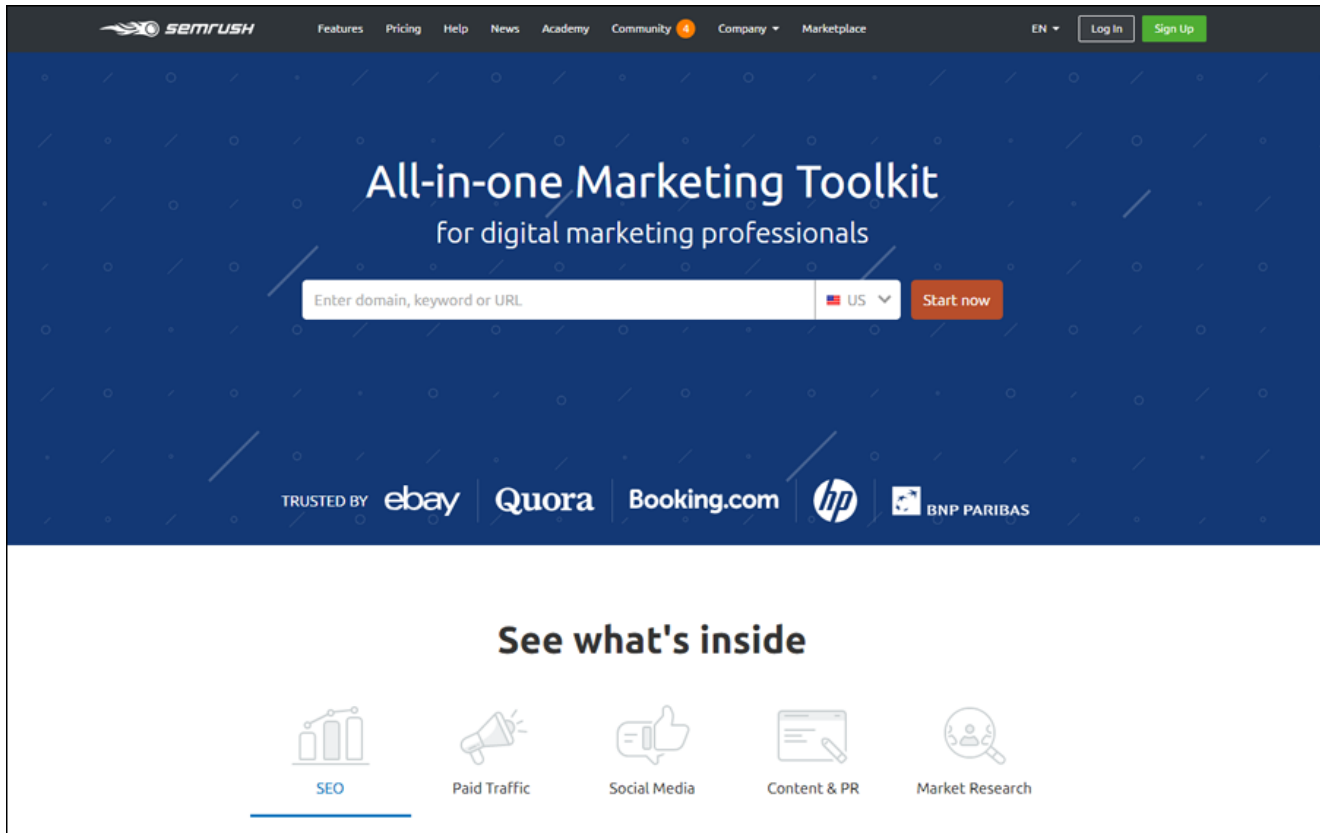 semrush Features Pricing Help News Academy Community 4 Company Marketplace EN Log In Sign Up
All-in-one Marketing Toolkit
for digital marketing professionals
Enter domain, keyword or URL US Start now
TRUSTED BY ebay Quora Booking.com hp BNP PARIBAS
See what's inside
SEO Paid Traffic Social Media Content & PR Market Research